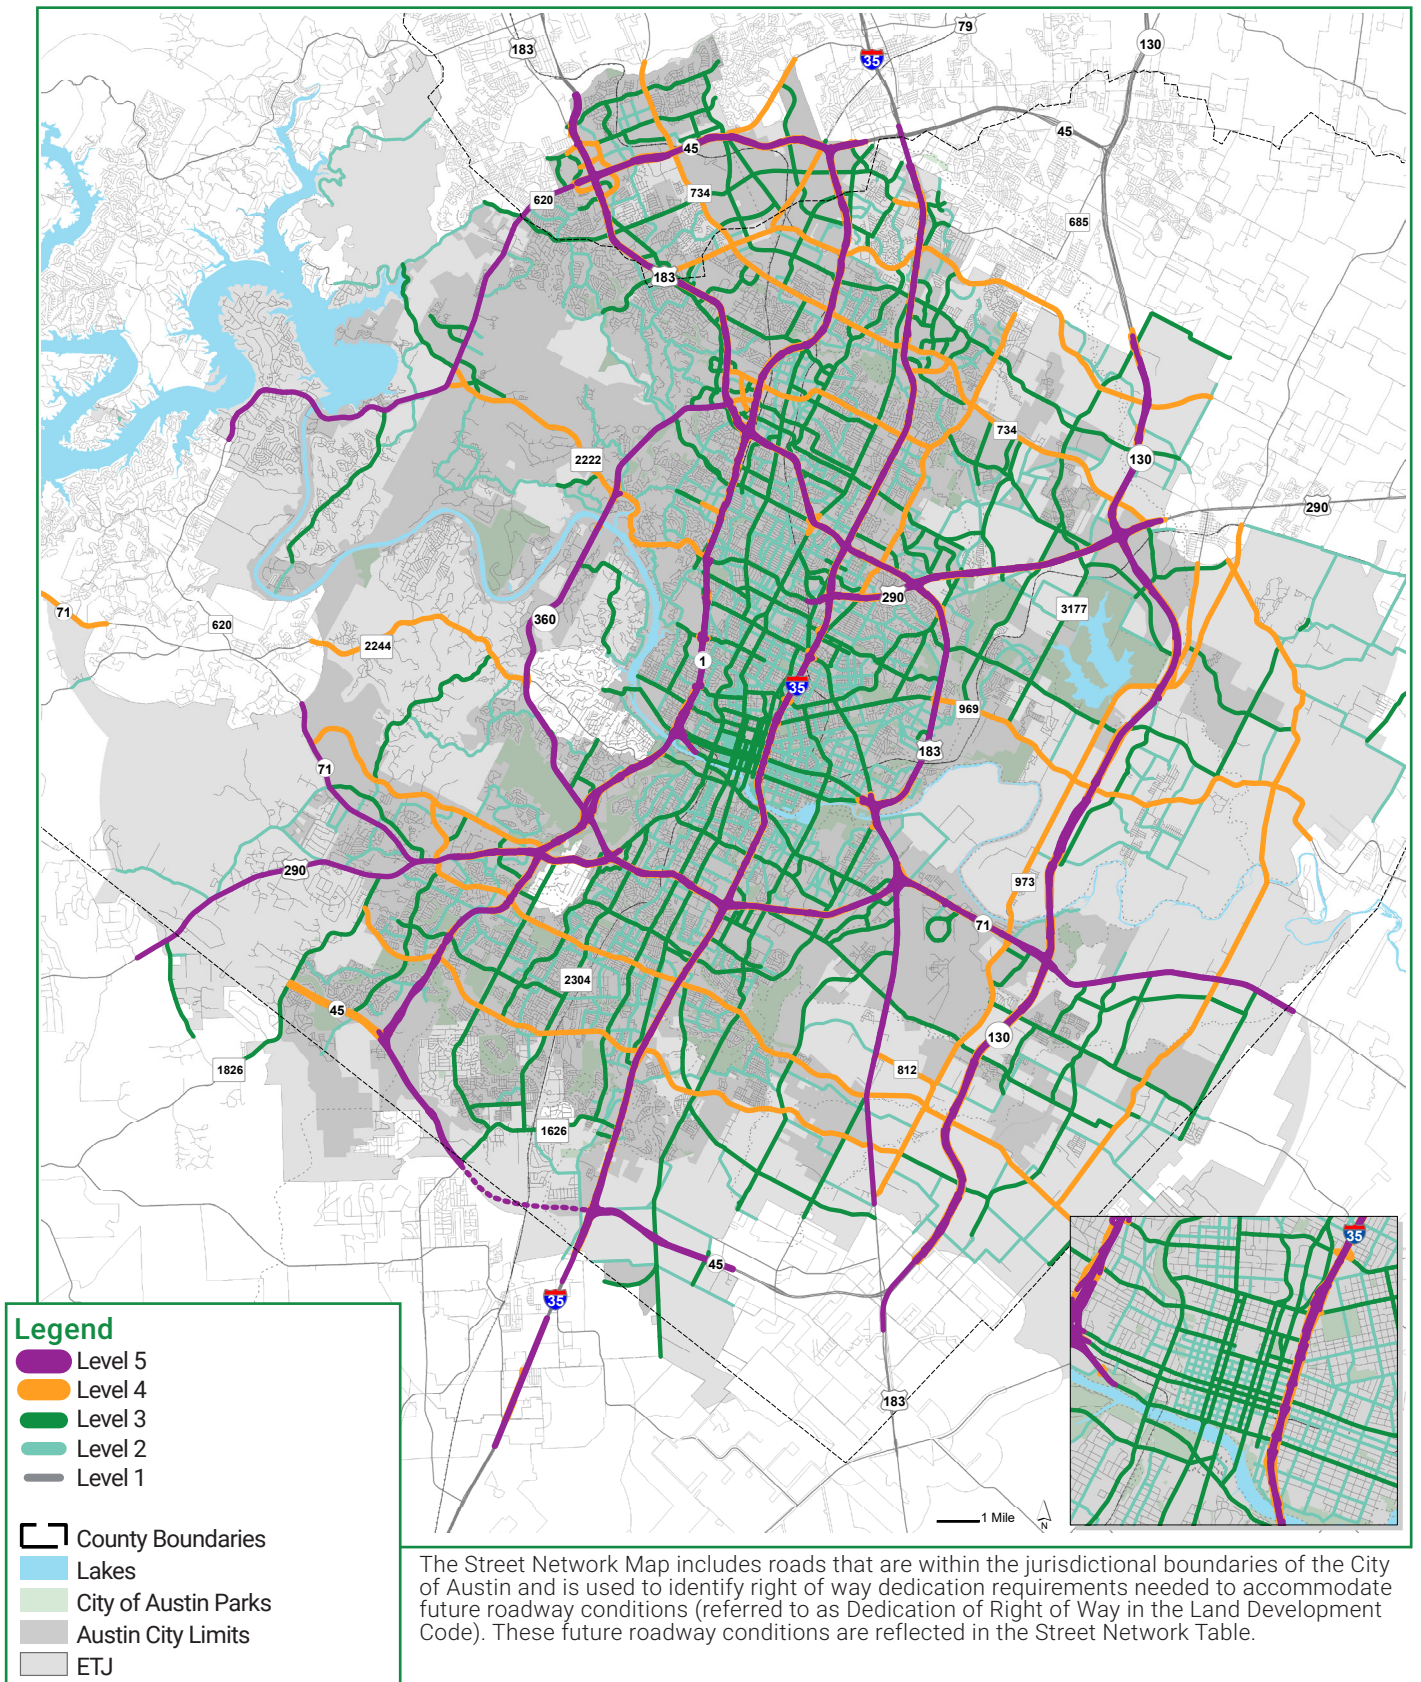 79
183
35
130
45
45
734
620
685
183
734
2222
130
290
290
3177
71
620
360
2244
1
35
969
183
71
290
973
71
2304
45
130
812
1826
1626
45
35
35
183
1 Mile
N
Legend
Level 5
Level 4
Level 3
Level 2
Level 1
County Boundaries
Lakes
City of Austin Parks
Austin City Limits
ETJ
The Street Network Map includes roads that are within the jurisdictional boundaries of the City
of Austin and is used to identify right of way dedication requirements needed to accommodate
future roadway conditions (referred to as Dedication of Right of Way in the Land Development
Code). These future roadway conditions are reflected in the Street Network Table.